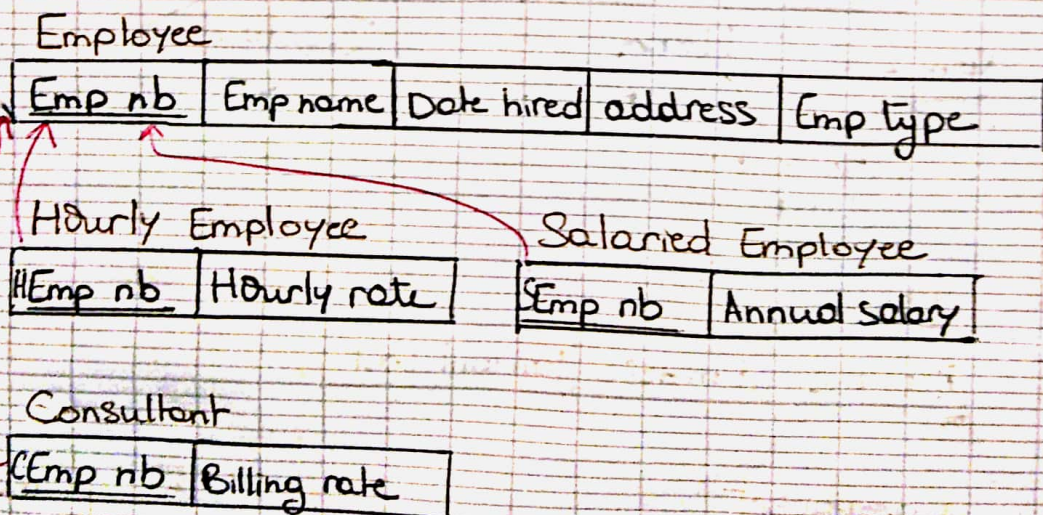 Employee
Emp nb Emp name Date hired address Emp type
Hourly Employee Salaried Employee
HEmp nb Hourly rate SEmp nb Annual salary
Consultant
CEmp nb Billing rate